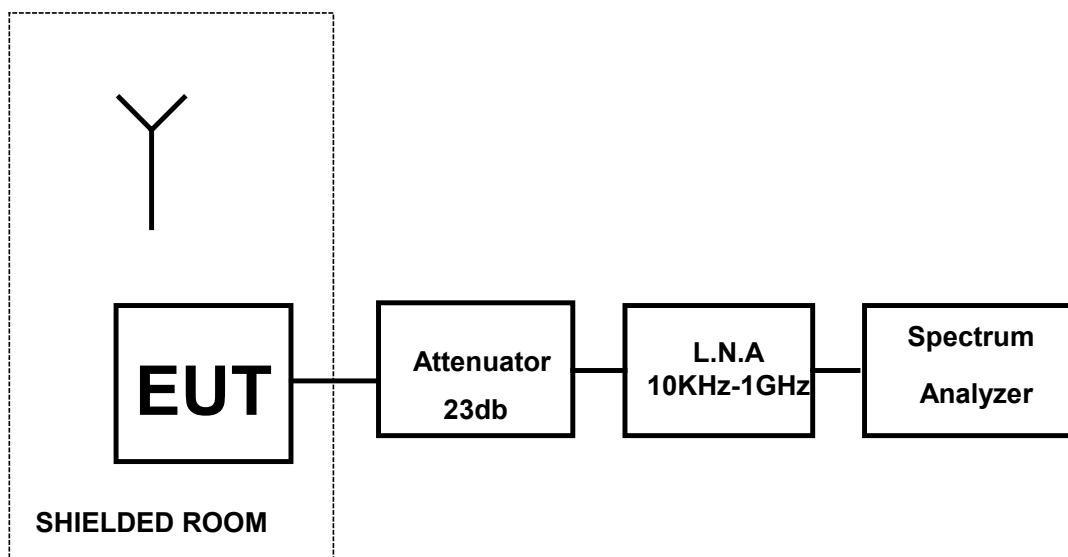 EUT
Attenuator
23db
L.N.A
10KHz-1GHz
Spectrum
Analyzer
SHIELDED ROOM